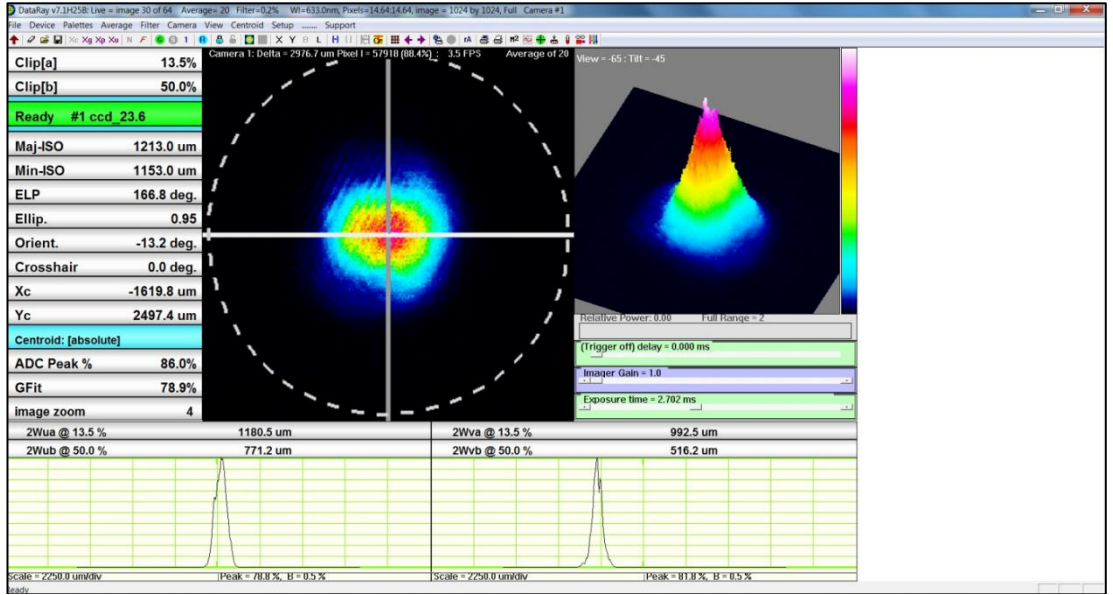 DataRay v7.1H25B: Live = image 30 of 64 Average= 20 Filter=0.2% Wl=633.0nm, Pixels=14.64:14.64, image = 1024 by 1024, Full Camera #1
File Device Palettes Average Filter Camera View Centroid Setup ....... Support
Xc Xg Xp Xu N F G 1 X Y B L H M²
Clip[a] 13.5%
Clip[b] 50.0%
Ready #1 ccd_23.6
Maj-ISO 1213.0 um
Min-ISO 1153.0 um
ELP 166.8 deg.
Ellip. 0.95
Orient. -13.2 deg.
Crosshair 0.0 deg.
Xc -1619.8 um
Yc 2497.4 um
Centroid: [absolute]
ADC Peak % 86.0%
GFit 78.9%
image zoom 4
Camera 1: Delta = 2976.7 um Pixel I = 57918 (88.4%) : 3.5 FPS Average of 20
View = -65 : Tilt = -45
Relative Power: 0.00 Full Range = 2
(Trigger off) delay = 0.000 ms
Imager Gain = 1.0
Exposure time = 2.702 ms
2Wua @ 13.5 % 1180.5 um 2Wva @ 13.5 % 992.5 um
2Wub @ 50.0 % 771.2 um 2Wvb @ 50.0 % 516.2 um
Scale = 2250.0 um/div Peak = 78.8 %, B = 0.5 % Scale = 2250.0 um/div Peak = 81.8 %, B = 0.5 %
Ready